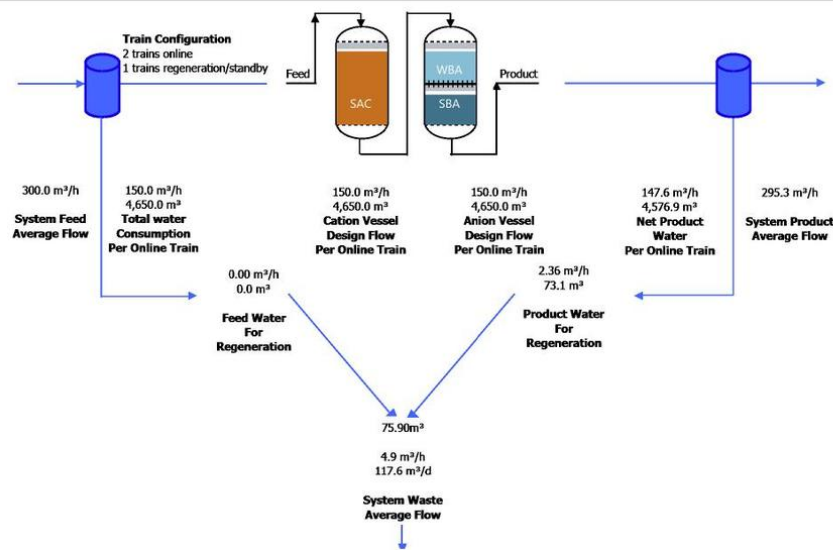 Train Configuration
2 trains online
1 trains regeneration/standby
Feed
SAC
WBA
SBA
Product
300.0 m³/h
System Feed
Average Flow
150.0 m³/h
4,650.0 m³
Total water
Consumption
Per Online Train
150.0 m³/h
4,650.0 m³
Cation Vessel
Design Flow
Per Online Train
150.0 m³/h
4,650.0 m³
Anion Vessel
Design Flow
Per Online Train
147.6 m³/h
4,576.9 m³
Net Product
Water
Per Online Train
295.3 m³/h
System Product
Average Flow
0.00 m³/h
0.0 m³
Feed Water
For
Regeneration
2.36 m³/h
73.1 m³
Product Water
For
Regeneration
75.90m³
4.9 m³/h
117.6 m³/d
System Waste
Average Flow